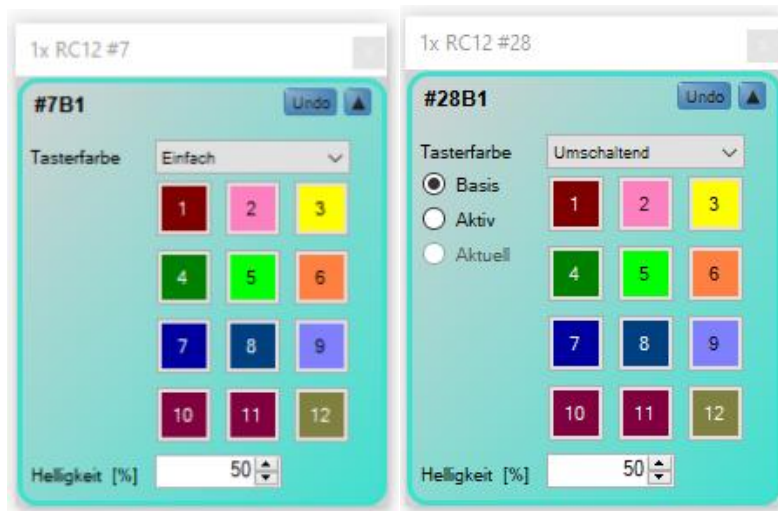 1x RC12 #7
#7B1
Undo
Tasterfarbe
Einfach
1 2 3
4 5 6
7 8 9
10 11 12
Helligkeit [%]
50
1x RC12 #28
#28B1
Undo
Tasterfarbe
Umschaltend
Basis
Aktiv
Aktuell
1 2 3
4 5 6
7 8 9
10 11 12
Helligkeit [%]
50